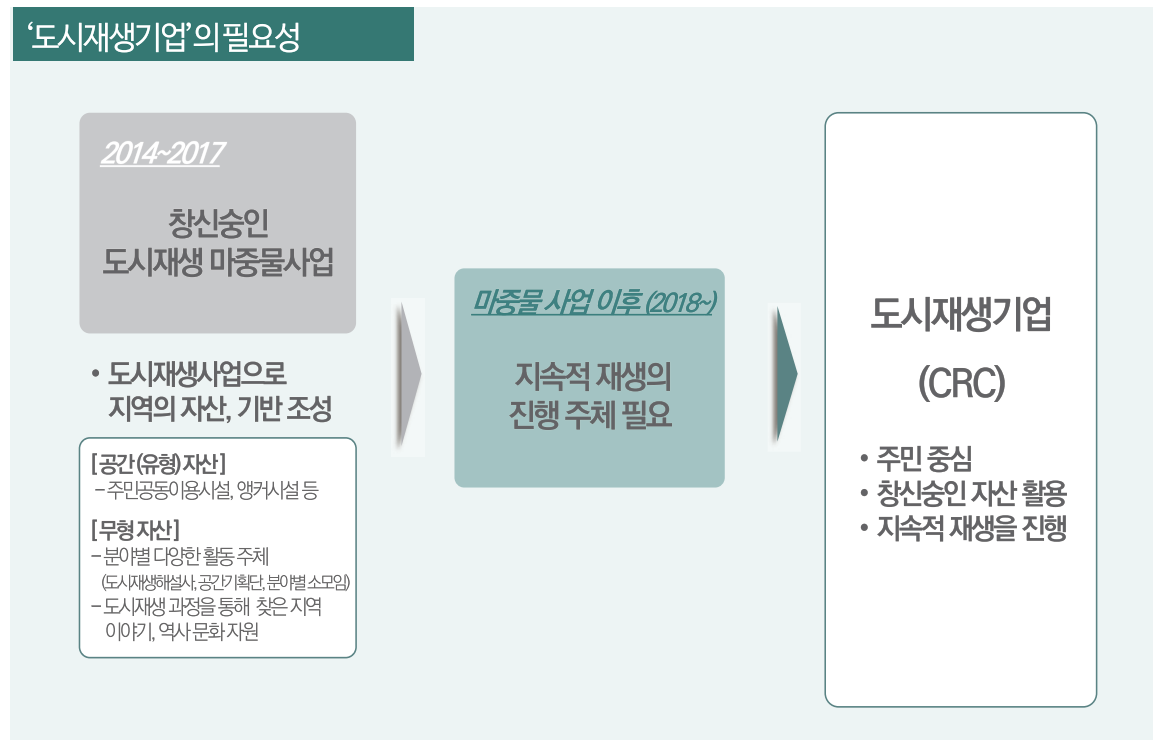 ‘도시재생기업’의 필요성
2014~2017
창신숭인
도시재생 마중물사업
• 도시재생사업으로
지역의 자산, 기반 조성
[공간(유형) 자산]
– 주민공동이용시설, 앵커시설 등
[무형 자산]
– 분야별 다양한 활동 주체
(도시재생해설사, 공간기획단, 분야별 소모임)
– 도시재생 과정을 통해 찾은 지역
이야기, 역사 문화 자원
마중물 사업 이후 (2018~)
지속적 재생의
진행 주체 필요
도시재생기업
(CRC)
• 주민 중심
• 창신숭인 자산 활용
• 지속적 재생을 진행